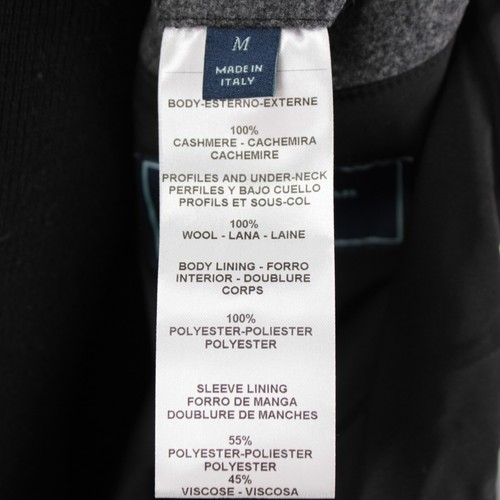 M
MADE IN
ITALY
BODY-ESTERNO-EXTERNE
100%
CASHMERE - CACHEMIRA
CACHEMIRE
PROFILES AND UNDER-NECK
PERFILES Y BAJO CUELLO
PROFILS ET SOUS-COL
100%
WOOL - LANA - LAINE
BODY LINING - FORRO
INTERIOR - DOUBLURE
CORPS
100%
POLYESTER-POLIESTER
POLYESTER
SLEEVE LINING
FORRO DE MANGA
DOUBLURE DE MANCHES
55%
POLYESTER-POLIESTER
POLYESTER
45%
VISCOSE - VISCOSA